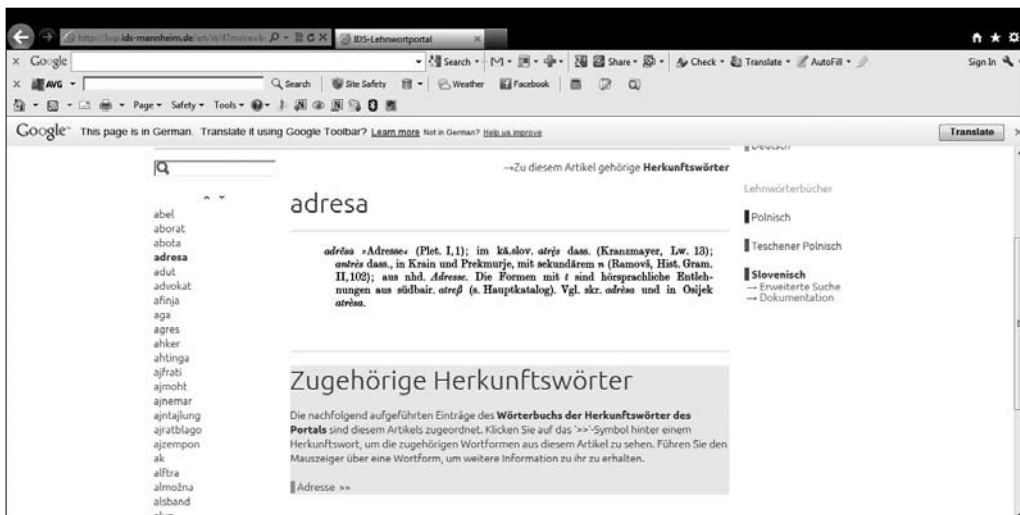 ids-mannheim.de
IDS-Lehnwortportal ×
× Google Search Share Check Translate AutoFill Sign In
× AVG Search Site Safety Weather Facebook
Page Safety Tools
Google This page is in German. Translate it using Google Toolbar? Learn more Not in German? Help us improve Translate ×
Deutsch
→Zu diesem Artikel gehörige Herkunftswörter
Lehnwörterbücher
Polnisch
Teschener Polnisch
Slovenisch
→ Erweiterte Suche
→ Dokumentation
abel
aborat
abota
adresa
adut
advokat
afinja
aga
agres
ahker
ahtinga
ajfrati
ajmoht
ajnemar
ajntajlung
ajratblago
ajzempon
ak
alftra
almožna
alsband
adresa
adrêsa »Adresse« (Plet. I,1); im kä.slov. atręs dass. (Kranzmayer, Lw. 13);
antrès dass., in Krain und Prekmurje, mit sekundärem n (Ramovš, Hist. Gram.
II,102); aus nhd. Adresse. Die Formen mit t sind hörsprachliche Entleh-
nungen aus südbair. atreß (s. Hauptkatalog). Vgl. skr. adrèsa und in Osijek
atrèsa.
Zugehörige Herkunftswörter
Die nachfolgend aufgeführten Einträge des Wörterbuchs der Herkunftswörter des
Portals sind diesem Artikels zugeordnet. Klicken Sie auf das '>>'-Symbol hinter einem
Herkunftswort, um die zugehörigen Wortformen aus diesem Artikel zu sehen. Führen Sie den
Mauszeiger über eine Wortform, um weitere Information zu ihr zu erhalten.
Adresse >>